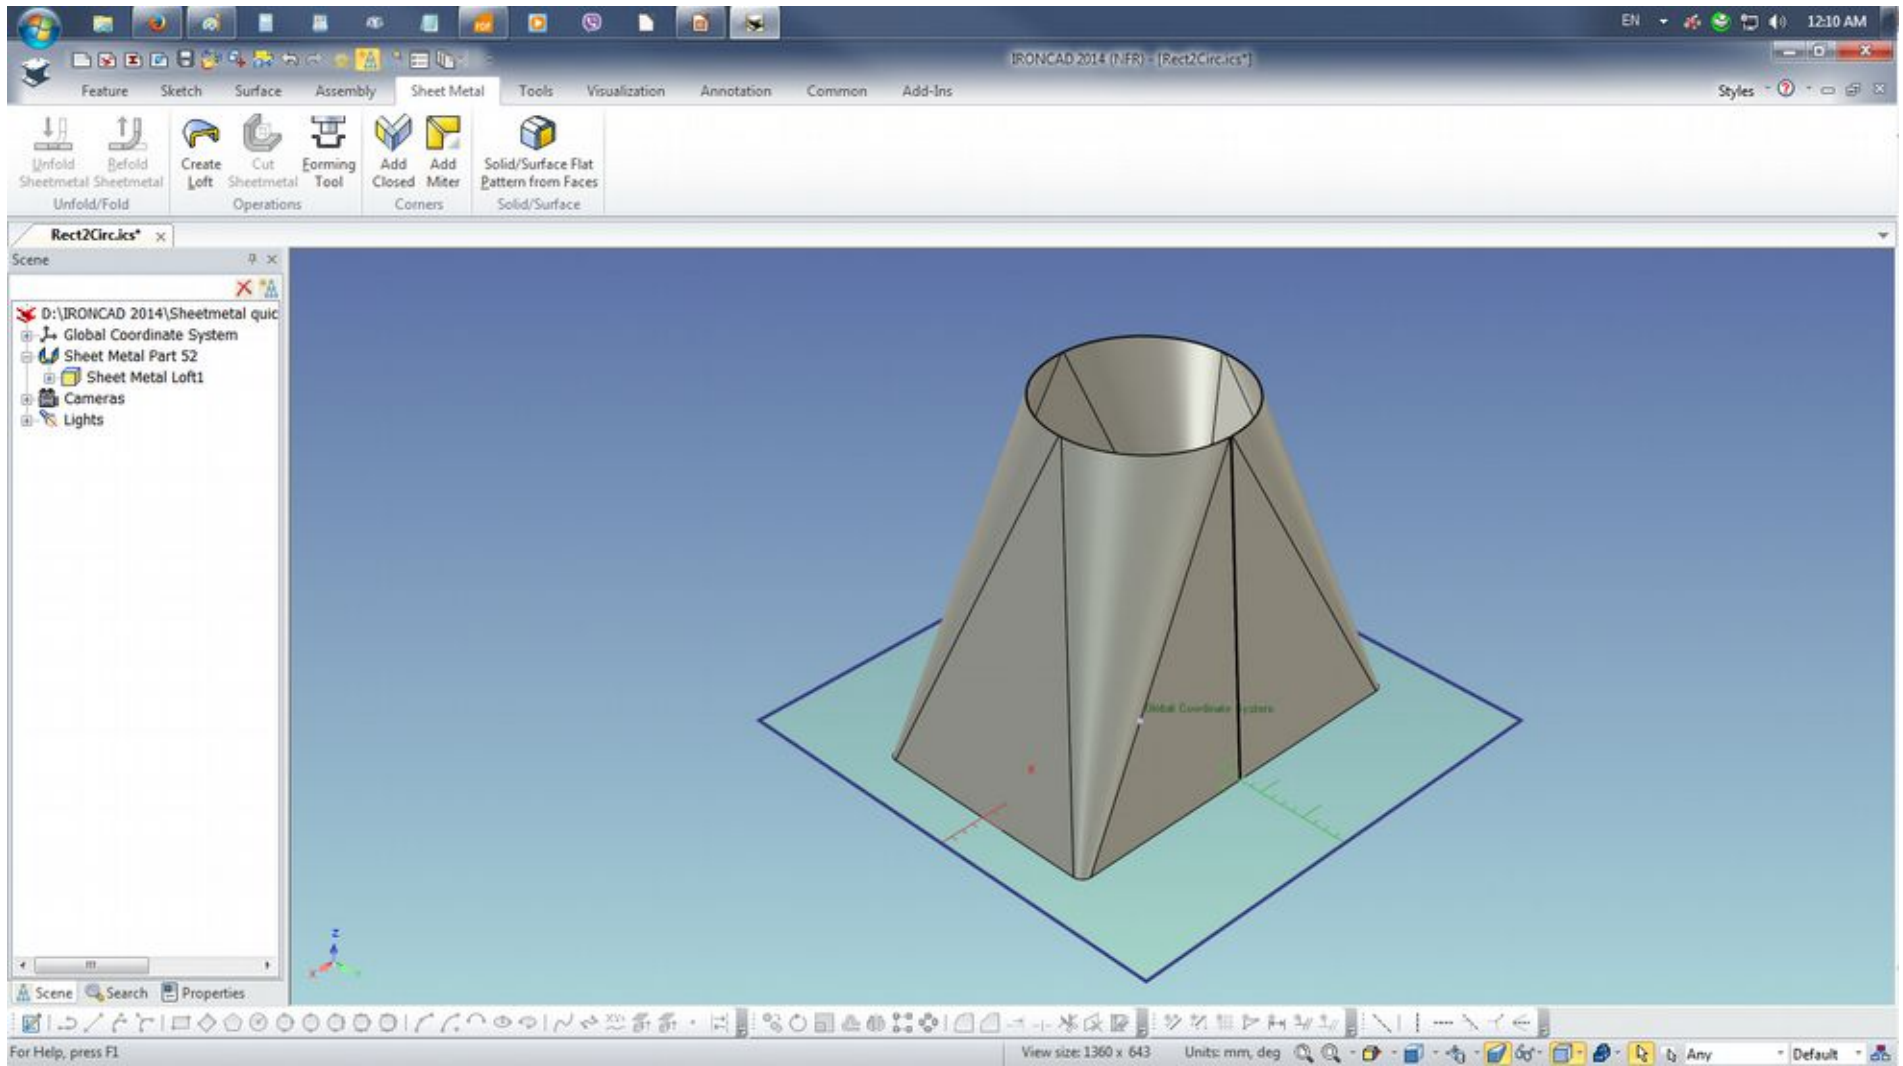 EN
12:10 AM
IRONCAD 2014 (NFR) - [Rect2Circ.ics*]
Feature Sketch Surface Assembly Sheet Metal Tools Visualization Annotation Common Add-Ins
Styles
Unfold Sheetmetal
Refold Sheetmetal
Create Loft
Cut Sheetmetal
Forming Tool
Add Closed
Add Miter
Solid/Surface Flat Pattern from Faces
Unfold/Fold
Operations
Corners
Solid/Surface
Rect2Circ.ics*
Scene
D:\IRONCAD 2014\Sheetmetal quic
Global Coordinate System
Sheet Metal Part 52
Sheet Metal Loft1
Cameras
Lights
Global Coordinate System
Z
Scene Search Properties
For Help, press F1
View size: 1360 x 643
Units: mm, deg
Any
Default